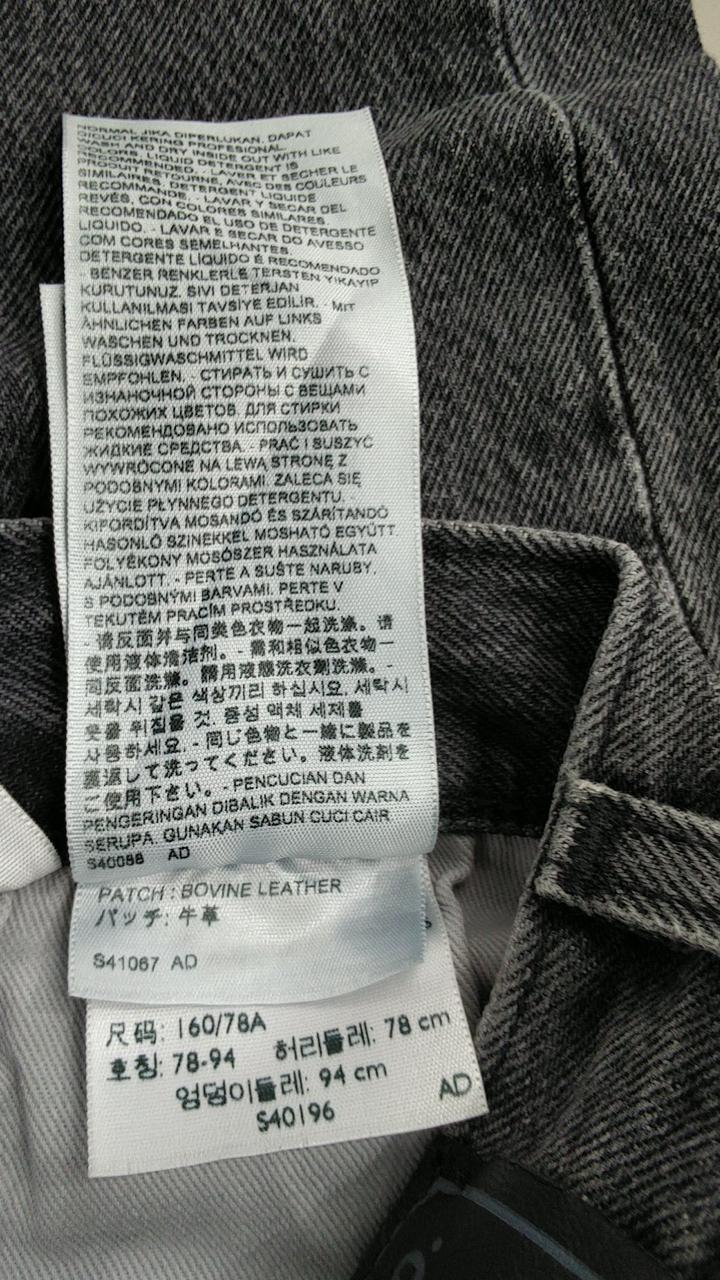 NORMAL JIKA DIPERLUKAN. DAPAT
DICUCI KERING PROFESIONAL.
WASH AND DRY INSIDE OUT WITH LIKE
COLORS, LIQUID DETERGENT IS
RECOMMENDED. - LAVER ET SÉCHER LE
PRODUIT RETOURNÉ, AVEC DES COULEURS
SIMILAIRES, DETERGENT LIQUIDE
RECOMMANDÉ. - LAVAR Y SECAR DEL
REVÉS, CON COLORES SIMILARES
RECOMENDADO EL USO DE DETERGENTE
LÍQUIDO. - LAVAR E SECAR DO AVESSO
COM CORES SEMELHANTES.
DETERGENTE LÍQUIDO É RECOMENDADO
- BENZER RENKLERLE TERSTEN YIKAYIP
KURUTUNUZ. SIVI DETERJAN
KULLANILMASI TAVSİYE EDİLİR. - MIT
ÄHNLICHEN FARBEN AUF LINKS
WASCHEN UND TROCKNEN.
FLÜSSIGWASCHMITTEL WIRD
EMPFOHLEN. - СТИРАТЬ И СУШИТЬ С
ИЗНАНОЧНОЙ СТОРОНЫ С ВЕЩАМИ
ПОХОЖИХ ЦВЕТОВ. ДЛЯ СТИРКИ
РЕКОМЕНДОВАНО ИСПОЛЬЗОВАТЬ
ЖИДКИЕ СРЕДСТВА. - PRAĆ I SUSZYĆ
WYWRÓCONE NA LEWĄ STRONĘ Z
PODOBNYMI KOLORAMI. ZALECA SIĘ
UŻYCIE PŁYNNEGO DETERGENTU. -
KIFORDÍTVA MOSANDÓ ÉS SZÁRÍTANDÓ
HASONLÓ SZÍNEKKEL MOSHATÓ EGYÜTT.
FOLYÉKONY MOSÓSZER HASZNÁLATA
AJÁNLOTT. - PERTE A SUŠTE NARUBY,
S PODOBNÝMI BARVAMI. PERTE V
TEKUTÉM PRACÍM PROSTŘEDKU.
- 请反面并与同类色衣物一起洗涤。请
使用液体清洁剂。- 需和相似色衣物一
同反面洗滌。請用液態洗衣劑洗滌。-
세탁시 같은 색상끼리 하십시오. 세탁시
옷을 뒤집을 것. 중성 액체 세제를
사용하세요. - 同じ色物と一緒に製品を
裏返して洗ってください。液体洗剤を
ご使用下さい。- PENCUCIAN DAN
PENGERINGAN DIBALIK DENGAN WARNA
SERUPA. GUNAKAN SABUN CUCI CAIR
S40088 AD
PATCH : BOVINE LEATHER
パッチ: 牛革
S41067 AD
尺码: 160/78A
호칭: 78-94 허리둘레: 78 cm
엉덩이둘레: 94 cm
AD
S40196